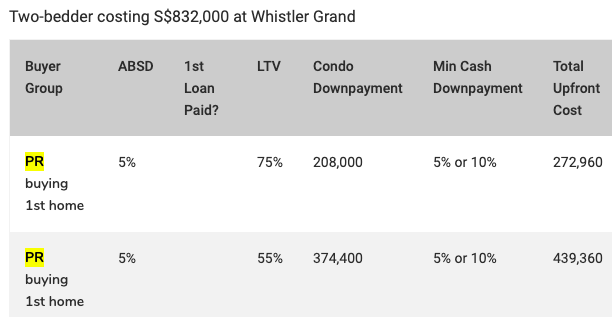 Two-bedder costing S$832,000 at Whistler Grand
Buyer Group ABSD 1st Loan Paid? LTV Condo Downpayment Min Cash Downpayment Total Upfront Cost
PR buying 1st home 5% 75% 208,000 5% or 10% 272,960
PR buying 1st home 5% 55% 374,400 5% or 10% 439,360